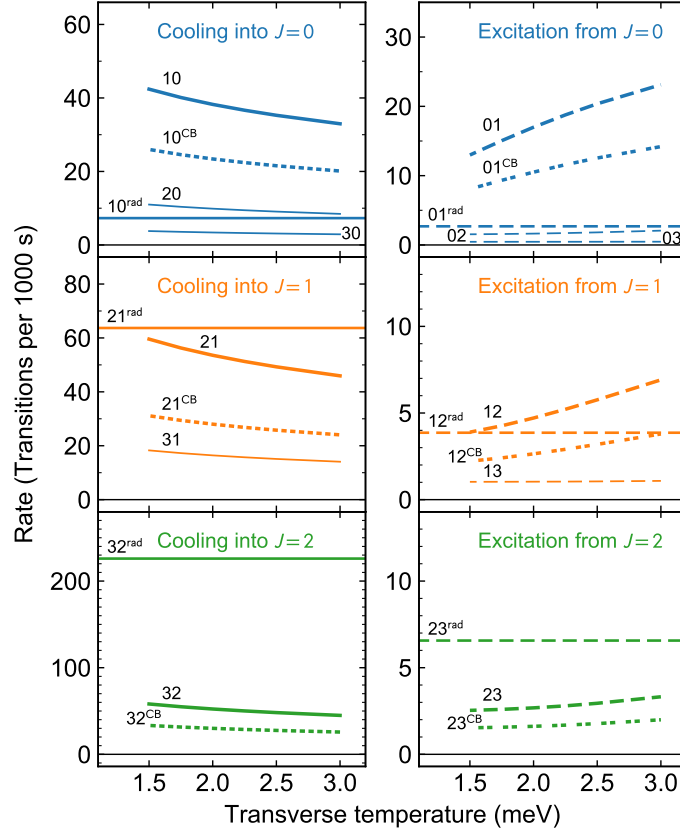 Rate (Transitions per 1000 s)
Cooling into J=0
60
40
20
0
10
10^CB
20
10^rad
30
Excitation from J=0
30
20
10
0
01
01^CB
01^rad
02
03
Cooling into J=1
80
60
40
20
0
21^rad
21
21^CB
31
Excitation from J=1
10
5
0
12^rad
12
12^CB
13
Cooling into J=2
200
100
0
32^rad
32
32^CB
1.5 2.0 2.5 3.0
Excitation from J=2
10
5
0
23^rad
23
23^CB
1.5 2.0 2.5 3.0
Transverse temperature (meV)